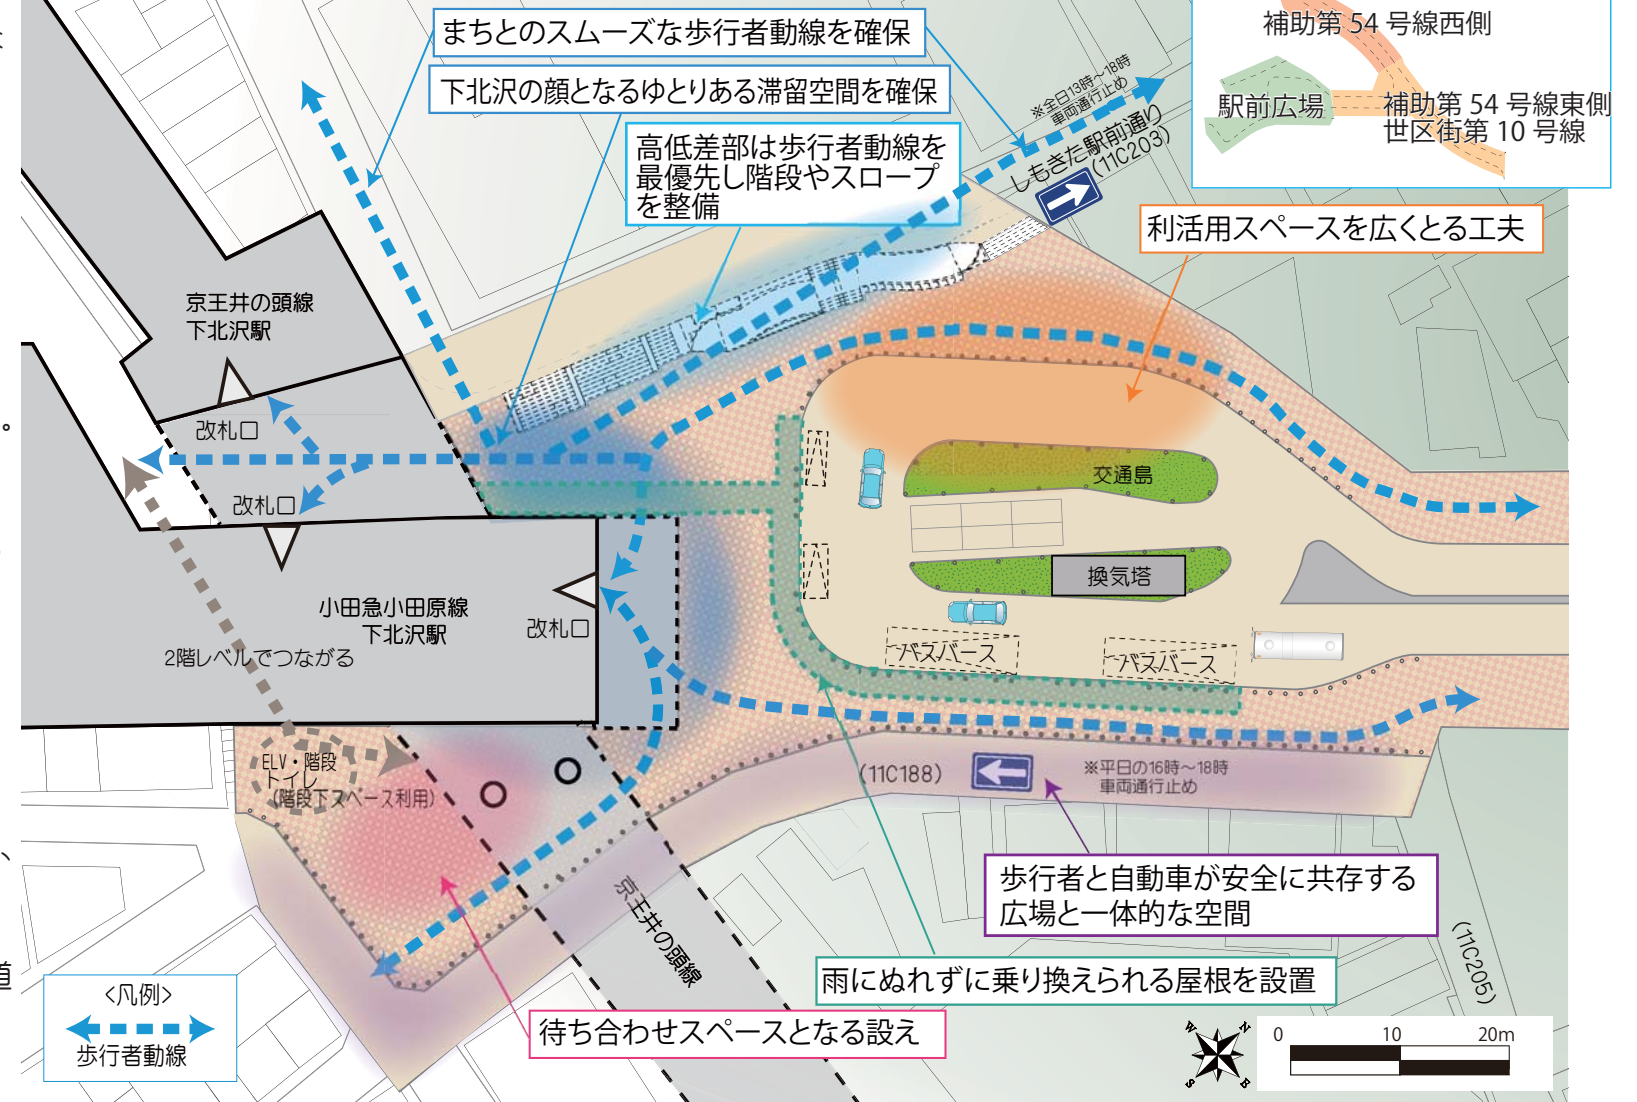 まちとのスムーズな歩行者動線を確保
下北沢の顔となるゆとりある滞留空間を確保
高低差部は歩行者動線を
最優先し階段やスロープ
を整備
※全日13時～18時
車両通行止め
しもきた駅前通り
(11C203)
補助第 54 号線西側
駅前広場
補助第 54 号線東側
世区街第 10 号線
利活用スペースを広くとる工夫
京王井の頭線
下北沢駅
改札口
改札口
。
交通島
換気塔
小田急小田原線
下北沢駅
改札口
2階レベルでつながる
バスバース
バスバース
ELV・階段
トイレ
(階段下スペース利用)
(11C188)
※平日の16時～18時
車両通行止め
、
歩行者と自動車が安全に共存する
広場と一体的な空間
京王井の頭線
(11C205)
道
雨にぬれずに乗り換えられる屋根を設置
<凡例>
歩行者動線
待ち合わせスペースとなる設え
W N
S E
0 10 20m